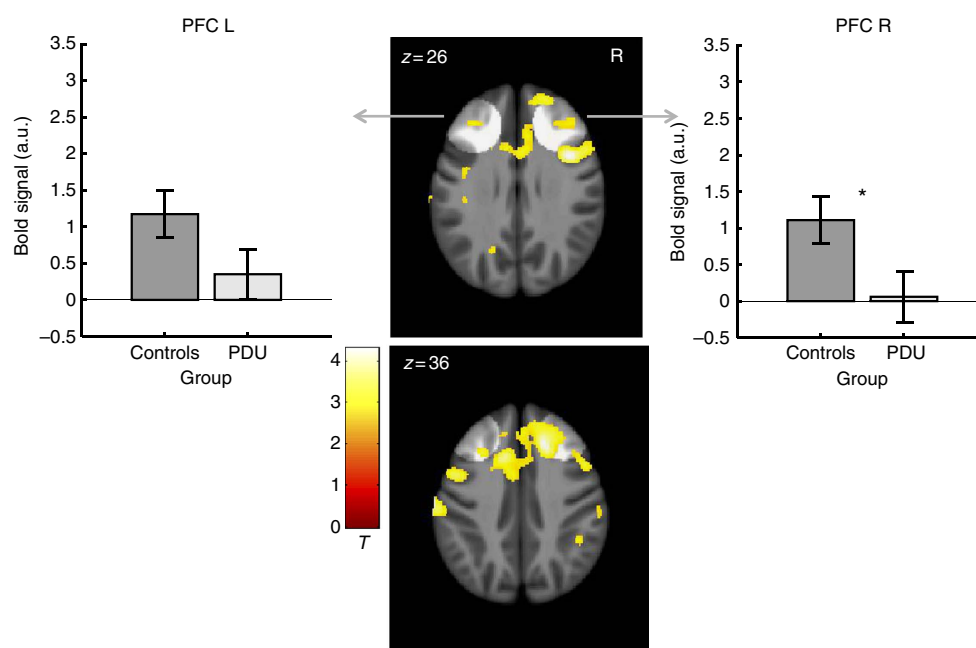 PFC L
3.5
3
2.5
2
1.5
1
0.5
0
–0.5
Bold signal (a.u.)
Controls PDU
Group
z=26 R
PFC R
3.5
3
2.5
2
1.5
1
0.5
0
–0.5
Bold signal (a.u.)
*
Controls PDU
Group
4
3
2
1
0
T
z=36